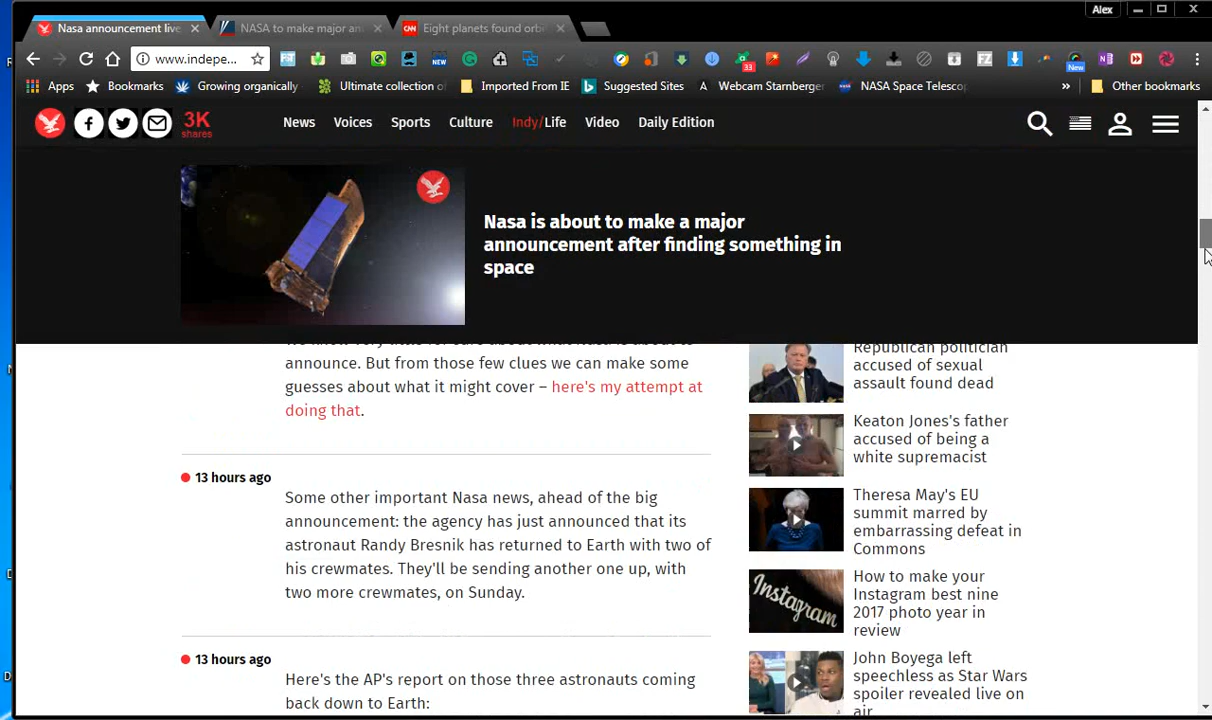 Alex
Nasa announcement live
NASA to make major an
Eight planets found orb
www.indepe...
33
New
Apps
Bookmarks
Growing organically
Ultimate collection of
Imported From IE
Suggested Sites
Webcam Starnberge
NASA Space Telescop
»
Other bookmarks
3K
shares
News
Voices
Sports
Culture
Indy/Life
Video
Daily Edition
Nasa is about to make a major
announcement after finding something in
space
announce. But from those few clues we can make some
guesses about what it might cover – here's my attempt at
doing that.
13 hours ago
Some other important Nasa news, ahead of the big
announcement: the agency has just announced that its
astronaut Randy Bresnik has returned to Earth with two of
his crewmates. They'll be sending another one up, with
two more crewmates, on Sunday.
13 hours ago
Here's the AP's report on those three astronauts coming
back down to Earth:
Republican politician
accused of sexual
assault found dead
Keaton Jones's father
accused of being a
white supremacist
Theresa May's EU
summit marred by
embarrassing defeat in
Commons
Instagram
How to make your
Instagram best nine
2017 photo year in
review
John Boyega left
speechless as Star Wars
spoiler revealed live on
air